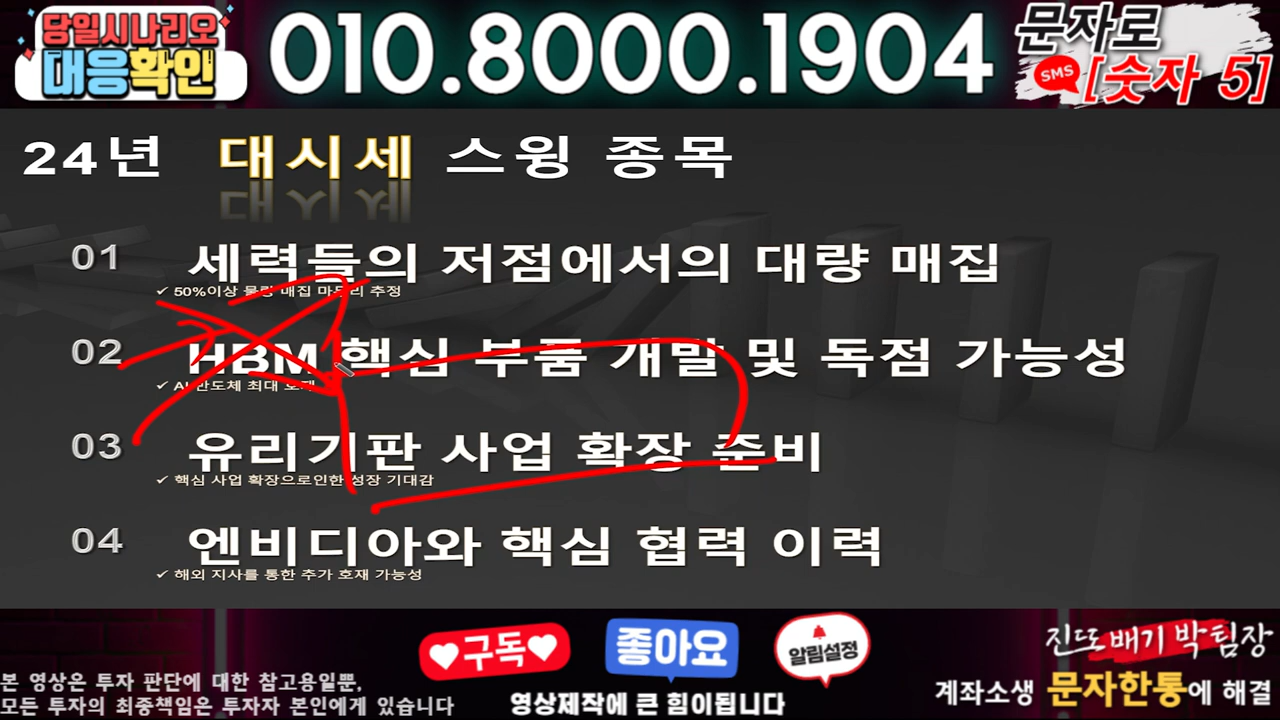 당일시나리오
대응확인
010.8000.1904
문자로
SMS [숫자 5]
24년 대시세 스윙 종목
01 세력들의 저점에서의 대량 매집
✓ 50%이상 물량 매집 마무리 추정
02 HBM 핵심 부품 개발 및 독점 가능성
✓ AI 반도체 최대 호재
03 유리기판 사업 확장 준비
✓ 핵심 사업 확장으로인한 성장 기대감
04 엔비디아와 핵심 협력 이력
✓ 해외 지사를 통한 추가 호재 가능성
구독
좋아요
알림설정
영상제작에 큰 힘이됩니다
본 영상은 투자 판단에 대한 참고용일뿐,
모든 투자의 최종책임은 투자자 본인에게 있습니다
진또배기 박팀장
계좌소생 문자한통에 해결